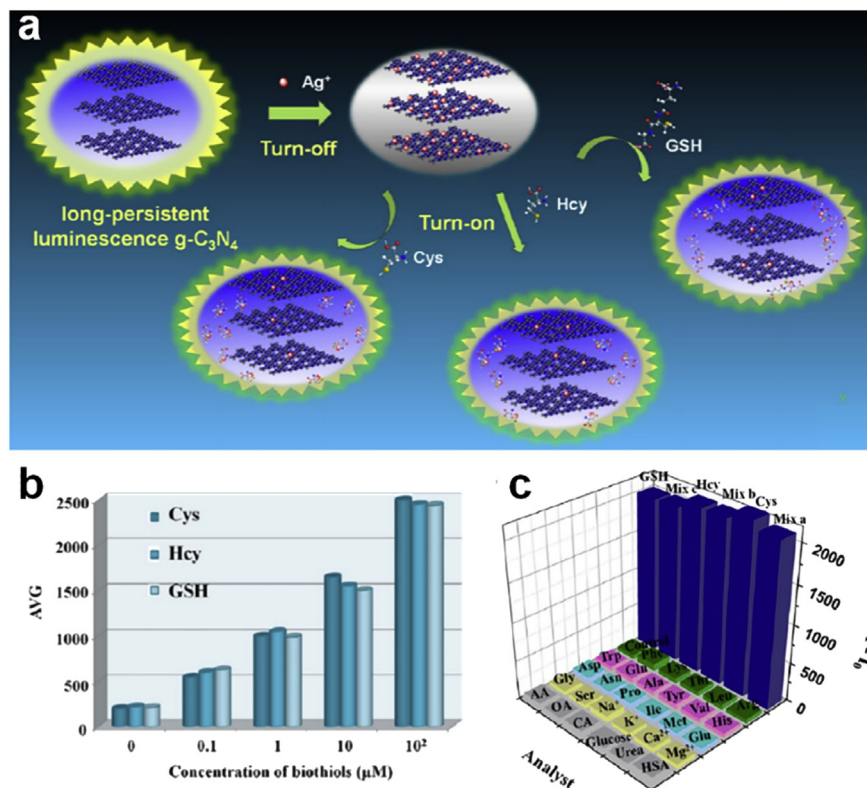 a
Ag⁺
Turn-off
GSH
Hcy
Turn-on
Cys
long-persistent
luminescence g-C₃N₄
b
2500
2000
1500
1000
500
0
AVG
Cys
Hcy
GSH
0 0.1 1 10 10²
Concentration of biothiols (µM)
c
GSH Mix c Hcy Mix b Cys Mix a
2000
1500
1000
500
0
Control Phe Lys Thr Leu Arg
Trp Glu Ala Tyr Val His
Asp Asn Pro Ile Met Glu
Gly Ser Na⁺ K⁺ Ca²⁺ Mg²⁺
AA OA CA Glucose Urea HSA
Analyst